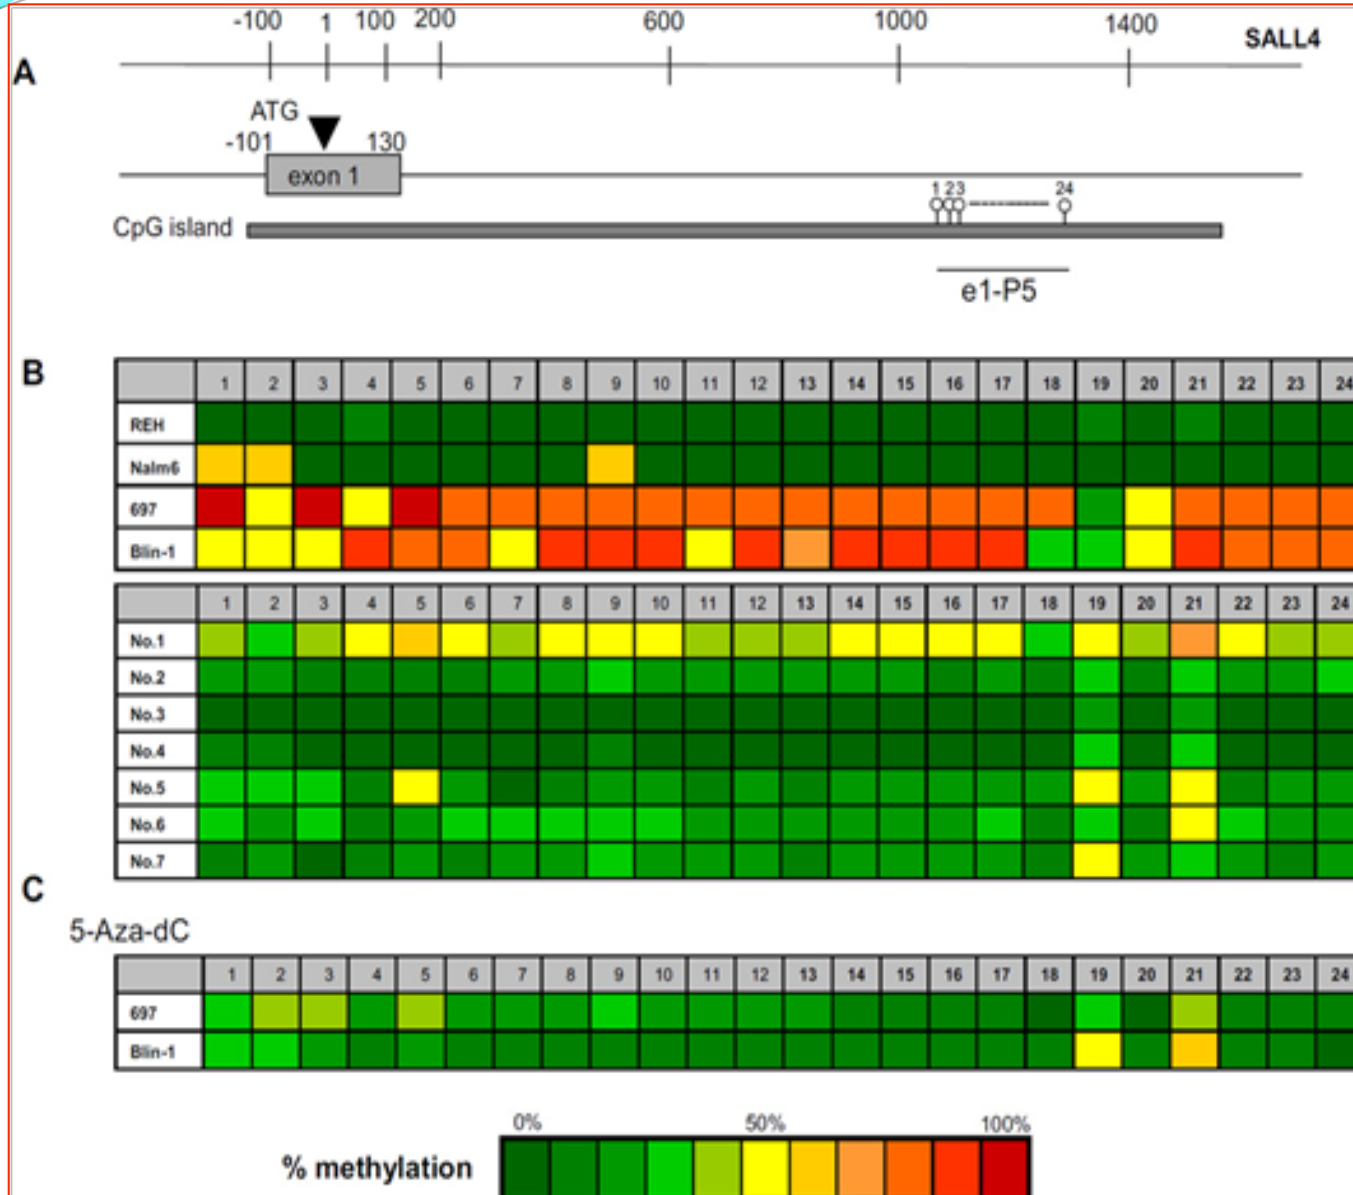 -100 1 100 200 600 1000 1400 SALL4
A
ATG
-101 130
exon 1
1 2 3 24
CpG island
e1-P5
B
1 2 3 4 5 6 7 8 9 10 11 12 13 14 15 16 17 18 19 20 21 22 23 24
REH
Nalm6
697
Blin-1
1 2 3 4 5 6 7 8 9 10 11 12 13 14 15 16 17 18 19 20 21 22 23 24
No.1
No.2
No.3
No.4
No.5
No.6
No.7
C
5-Aza-dC
1 2 3 4 5 6 7 8 9 10 11 12 13 14 15 16 17 18 19 20 21 22 23 24
697
Blin-1
0% 50% 100%
% methylation